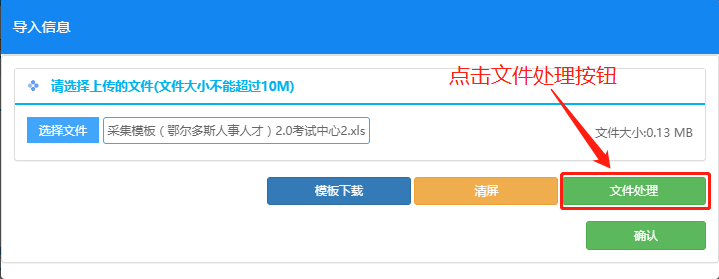 导入信息
点击文件处理按钮
请选择上传的文件(文件大小不能超过10M)
选择文件 采集模板（鄂尔多斯人事人才）2.0考试中心2.xls 文件大小:0.13 MB
模板下载 清屏 文件处理
确认